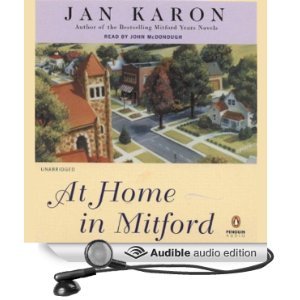 JAN KARON
Author of the Bestselling Mitford Years Novels
READ BY JOHN McDONOUGH
UNABRIDGED
At Home
in Mitford
PENGUIN
AUDIO
Audible audio edition